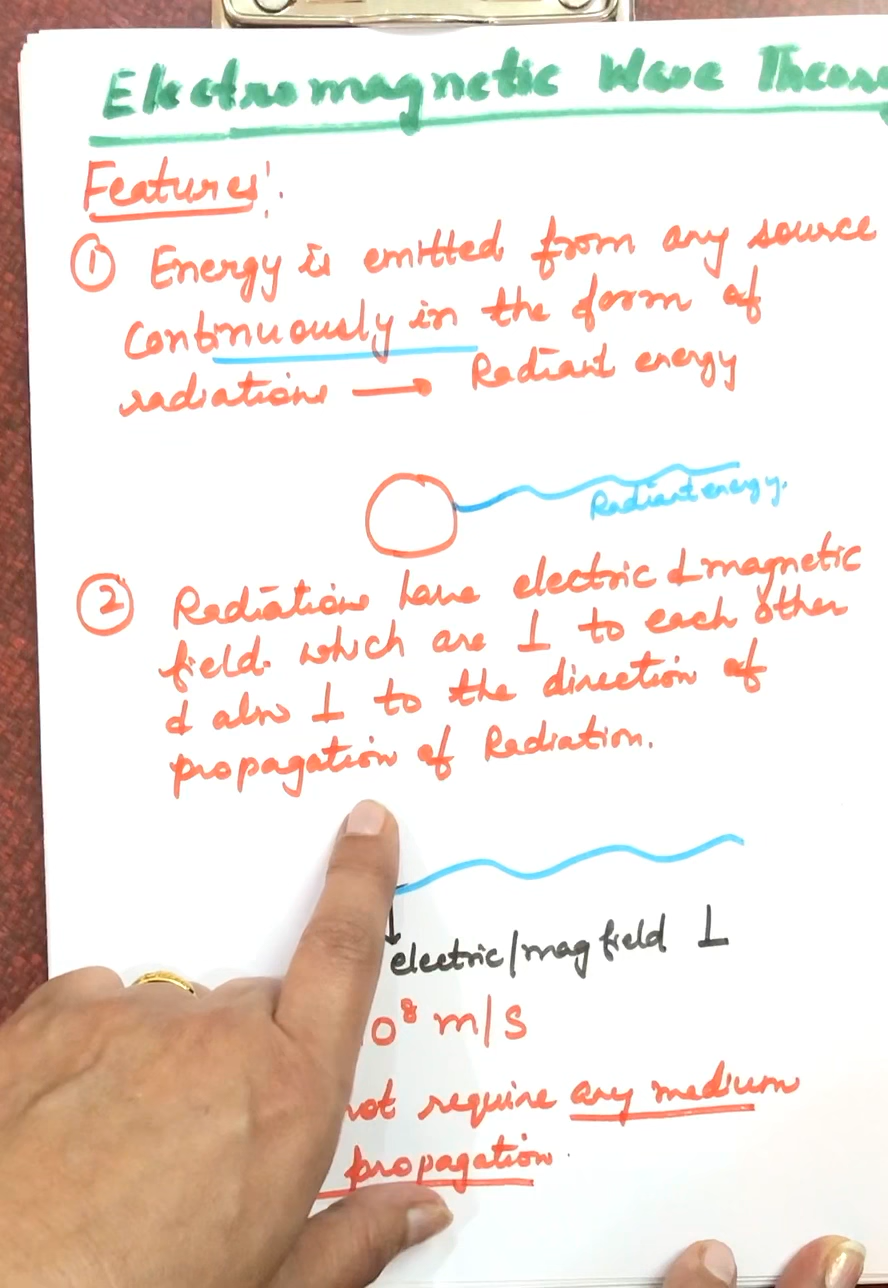 Electromagnetic Wave Theory
Features:
① Energy is emitted from any source
continuously in the form of
radiations → Radiant energy
Radiant energy.
② Radiations have electric & magnetic
field which are ⊥ to each other
& also ⊥ to the direction of
propagation of Radiation.
electric/mag field ⊥
0⁸ m/s
not require any medium
propagation.